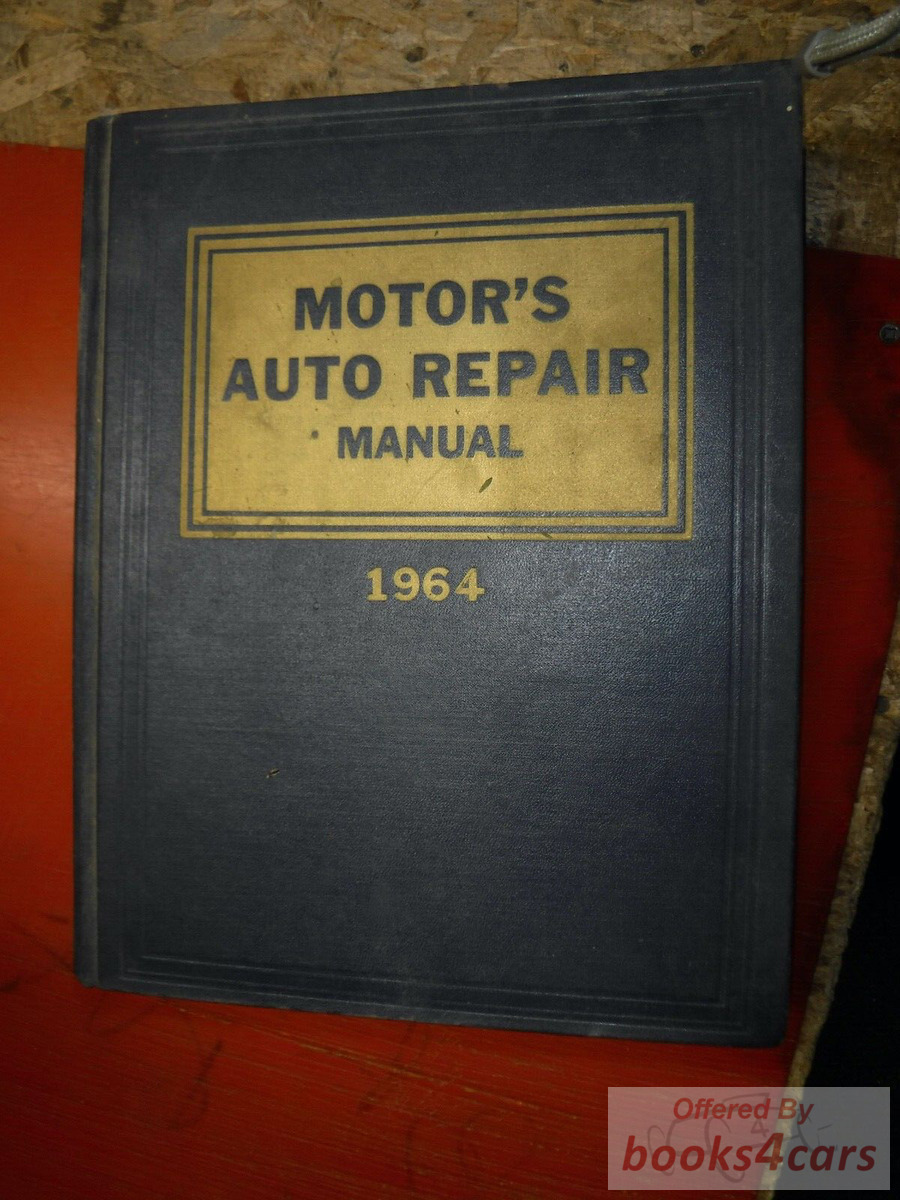 MOTOR'S
AUTO REPAIR
MANUAL
1964
Offered By
books4cars